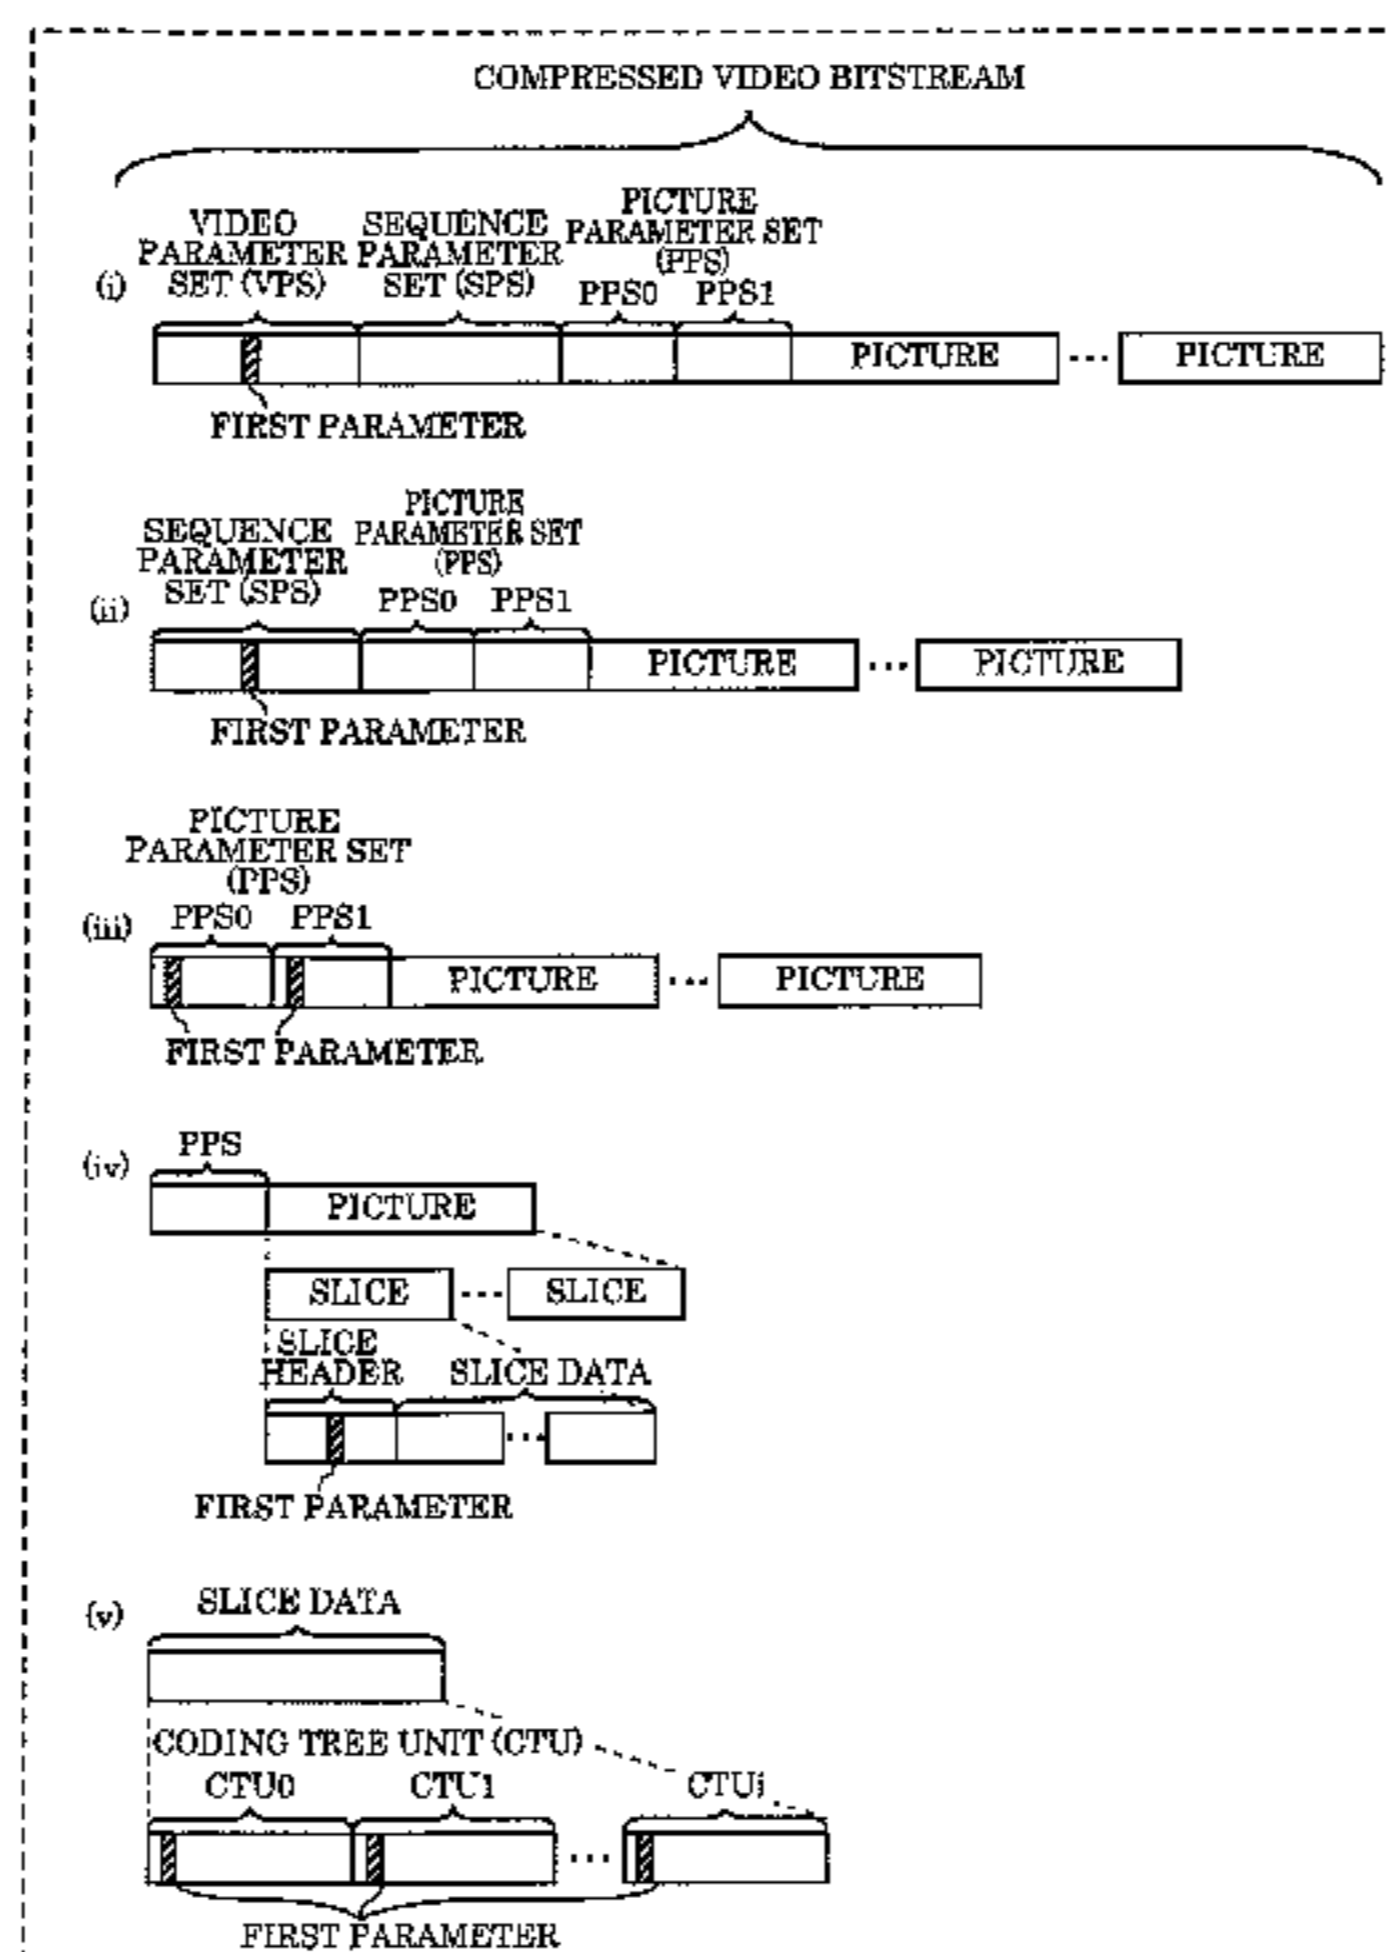 COMPRESSED VIDEO BITSTREAM
(i)
VIDEO
PARAMETER
SET (VPS)
SEQUENCE
PARAMETER
SET (SPS)
PICTURE
PARAMETER SET
(PPS)
PPS0 PPS1
PICTURE ... PICTURE
FIRST PARAMETER
(ii)
SEQUENCE
PARAMETER
SET (SPS)
PICTURE
PARAMETER SET
(PPS)
PPS0 PPS1
PICTURE ... PICTURE
FIRST PARAMETER
(iii)
PICTURE
PARAMETER SET
(PPS)
PPS0 PPS1
PICTURE ... PICTURE
FIRST PARAMETER
(iv)
PPS
PICTURE
SLICE ... SLICE
SLICE
HEADER
SLICE DATA
...
FIRST PARAMETER
(v)
SLICE DATA
CODING TREE UNIT (CTU)
CTU0 CTU1 CTUi
...
FIRST PARAMETER